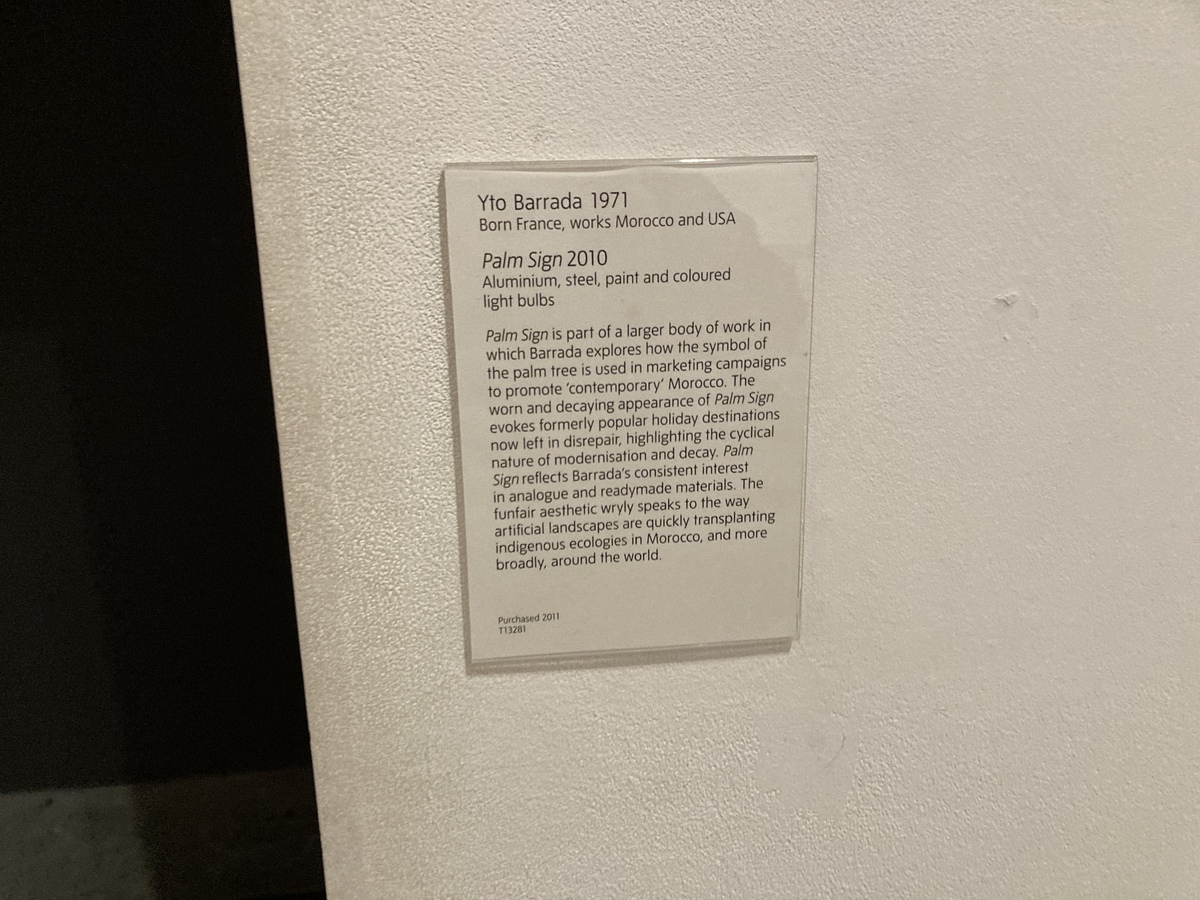 Yto Barrada 1971
Born France, works Morocco and USA
Palm Sign 2010
Aluminium, steel, paint and coloured
light bulbs
Palm Sign is part of a larger body of work in
which Barrada explores how the symbol of
the palm tree is used in marketing campaigns
to promote ‘contemporary’ Morocco. The
worn and decaying appearance of Palm Sign
evokes formerly popular holiday destinations
now left in disrepair, highlighting the cyclical
nature of modernisation and decay. Palm
Sign reflects Barrada’s consistent interest
in analogue and readymade materials. The
funfair aesthetic wryly speaks to the way
artificial landscapes are quickly transplanting
indigenous ecologies in Morocco, and more
broadly, around the world.
Purchased 2011
T13281